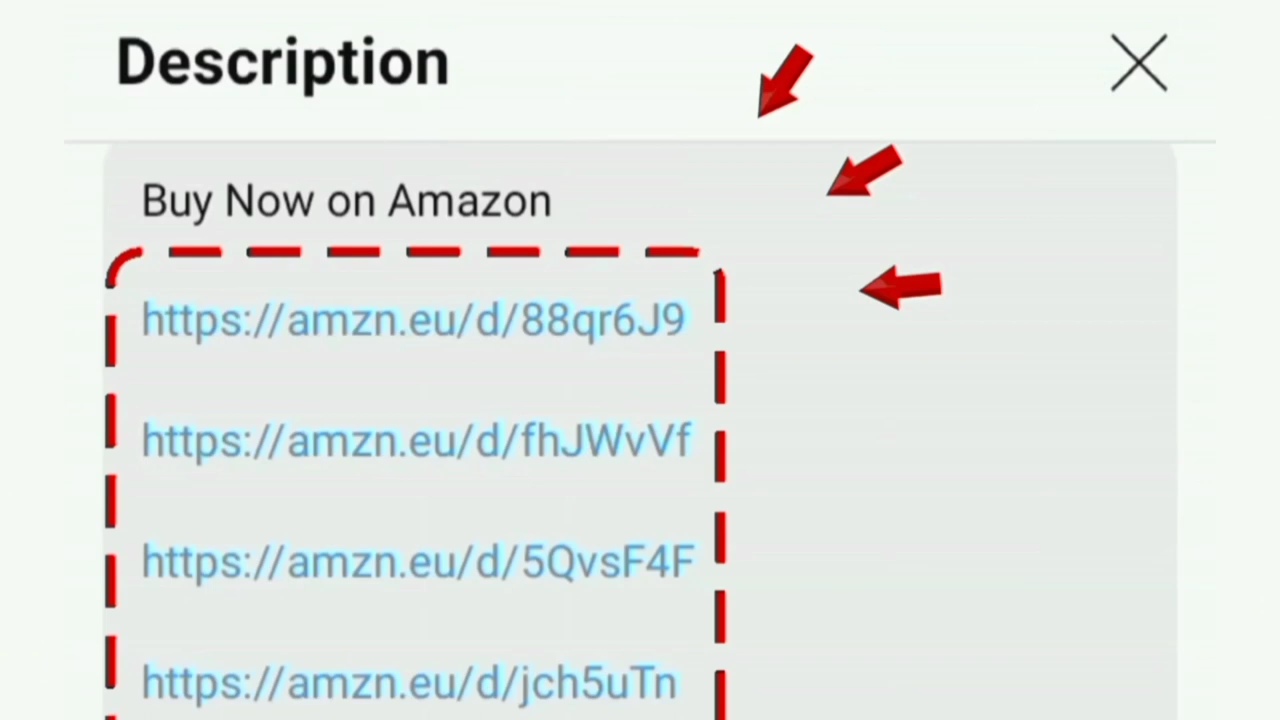 Description
Buy Now on Amazon
https://amzn.eu/d/88qr6J9
https://amzn.eu/d/fhJWvVf
https://amzn.eu/d/5QvsF4F
https://amzn.eu/d/jch5uTn